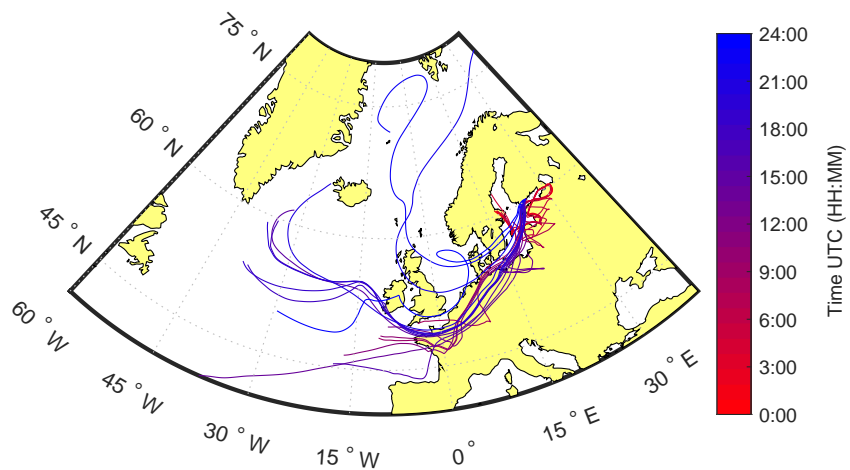 75 ° N
60 ° N
45 ° N
60 ° W
45 ° W
30 ° W
15 ° W
0 °
15 ° E
30 ° E
24:00
21:00
18:00
15:00
12:00
9:00
6:00
3:00
0:00
Time UTC (HH:MM)